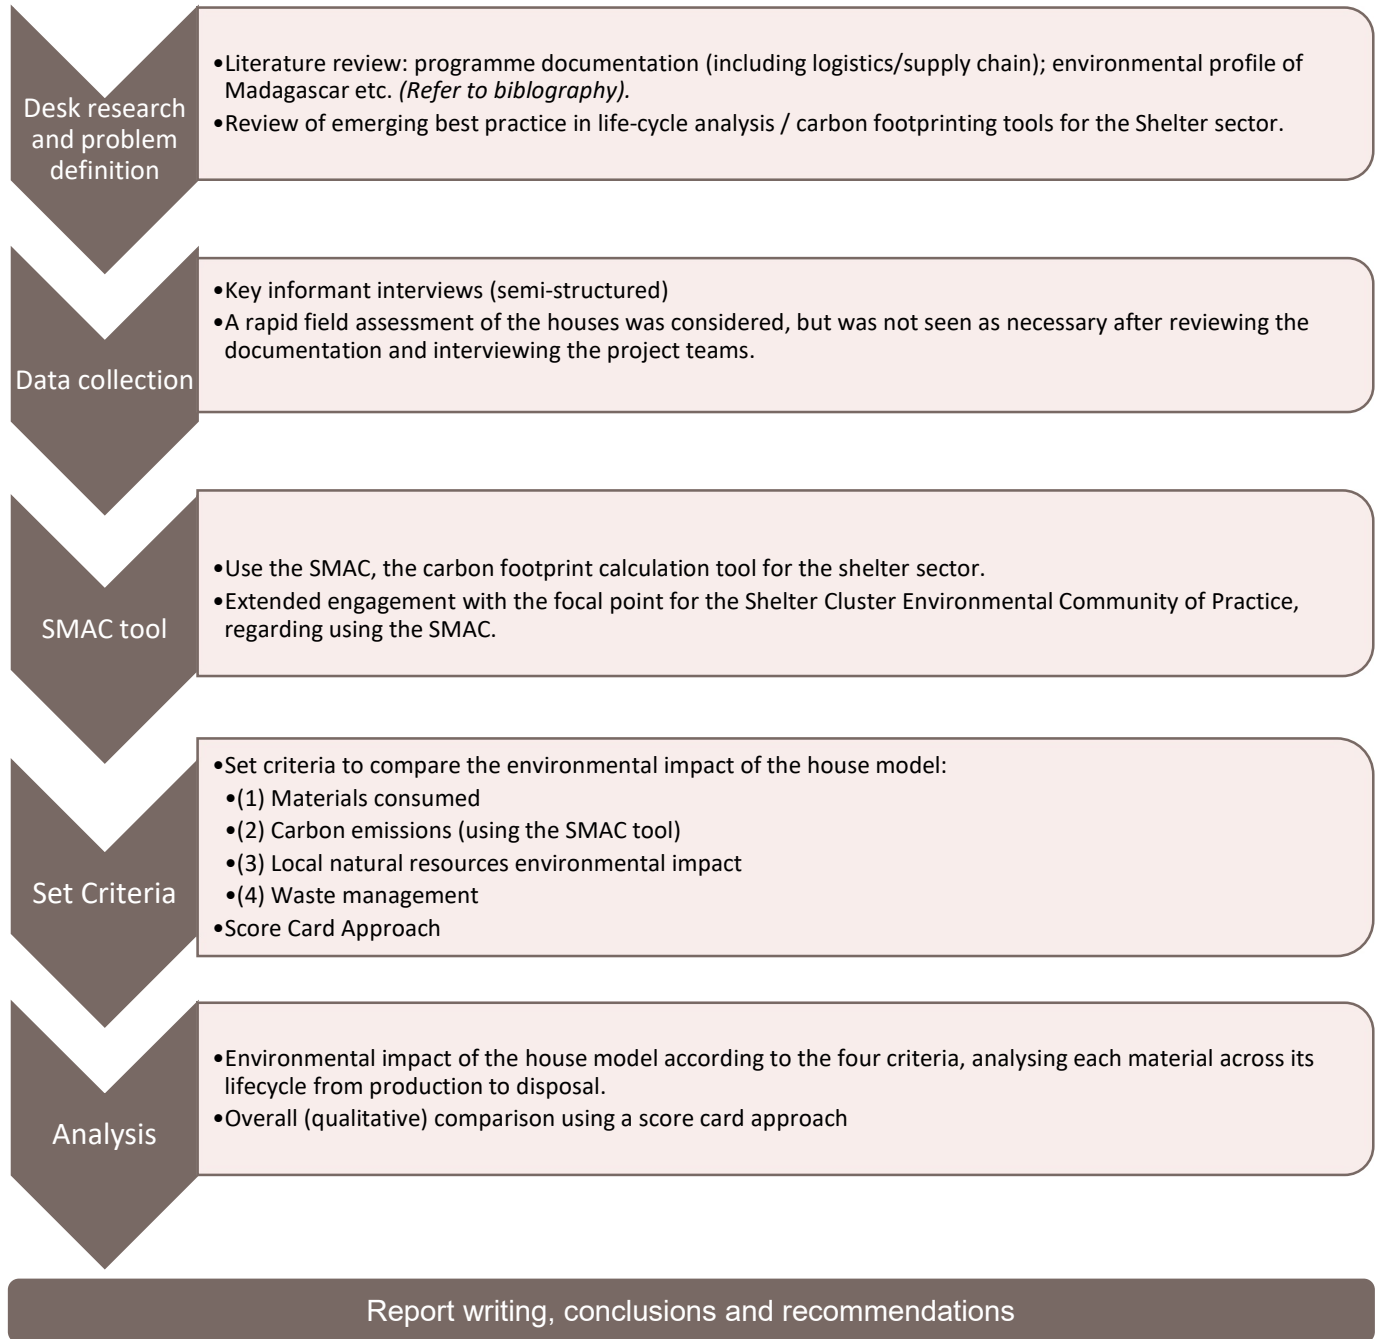 Desk research
and problem
definition
•Literature review: programme documentation (including logistics/supply chain); environmental profile of
Madagascar etc. (Refer to biblography).
•Review of emerging best practice in life-cycle analysis / carbon footprinting tools for the Shelter sector.
Data collection
•Key informant interviews (semi-structured)
•A rapid field assessment of the houses was considered, but was not seen as necessary after reviewing the
documentation and interviewing the project teams.
SMAC tool
•Use the SMAC, the carbon footprint calculation tool for the shelter sector.
•Extended engagement with the focal point for the Shelter Cluster Environmental Community of Practice,
regarding using the SMAC.
Set Criteria
•Set criteria to compare the environmental impact of the house model:
•(1) Materials consumed
•(2) Carbon emissions (using the SMAC tool)
•(3) Local natural resources environmental impact
•(4) Waste management
•Score Card Approach
Analysis
•Environmental impact of the house model according to the four criteria, analysing each material across its
lifecycle from production to disposal.
•Overall (qualitative) comparison using a score card approach
Report writing, conclusions and recommendations